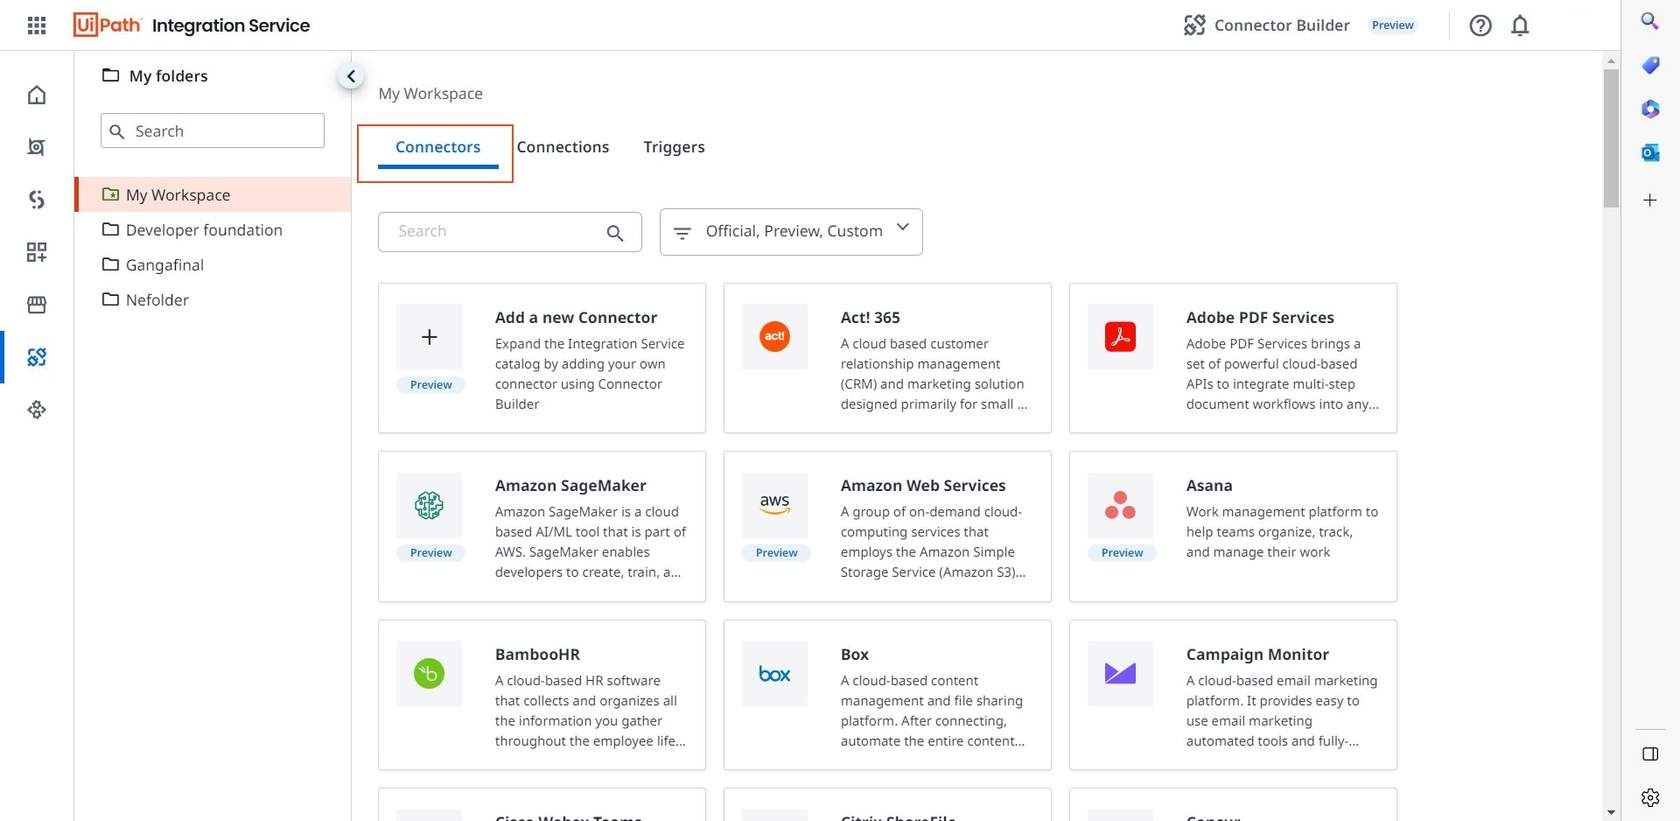 UiPath Integration Service
Connector Builder Preview
My folders
Search
My Workspace
Developer foundation
Gangafinal
Nefolder
My Workspace
Connectors Connections Triggers
Search
Official, Preview, Custom
Add a new Connector
Expand the Integration Service
catalog by adding your own
connector using Connector
Builder
Preview
act!
Act! 365
A cloud based customer
relationship management
(CRM) and marketing solution
designed primarily for small ...
Adobe PDF Services
Adobe PDF Services brings a
set of powerful cloud-based
APIs to integrate multi-step
document workflows into any...
Amazon SageMaker
Amazon SageMaker is a cloud
based AI/ML tool that is part of
AWS. SageMaker enables
developers to create, train, a...
Preview
aws
Amazon Web Services
A group of on-demand cloud-
computing services that
employs the Amazon Simple
Storage Service (Amazon S3)...
Preview
Asana
Work management platform to
help teams organize, track,
and manage their work
Preview
b
BambooHR
A cloud-based HR software
that collects and organizes all
the information you gather
throughout the employee life...
box
Box
A cloud-based content
management and file sharing
platform. After connecting,
automate the entire content...
Campaign Monitor
A cloud-based email marketing
platform. It provides easy to
use email marketing
automated tools and fully-...
Cisco Webex Teams
Citrix ShareFile
Concur